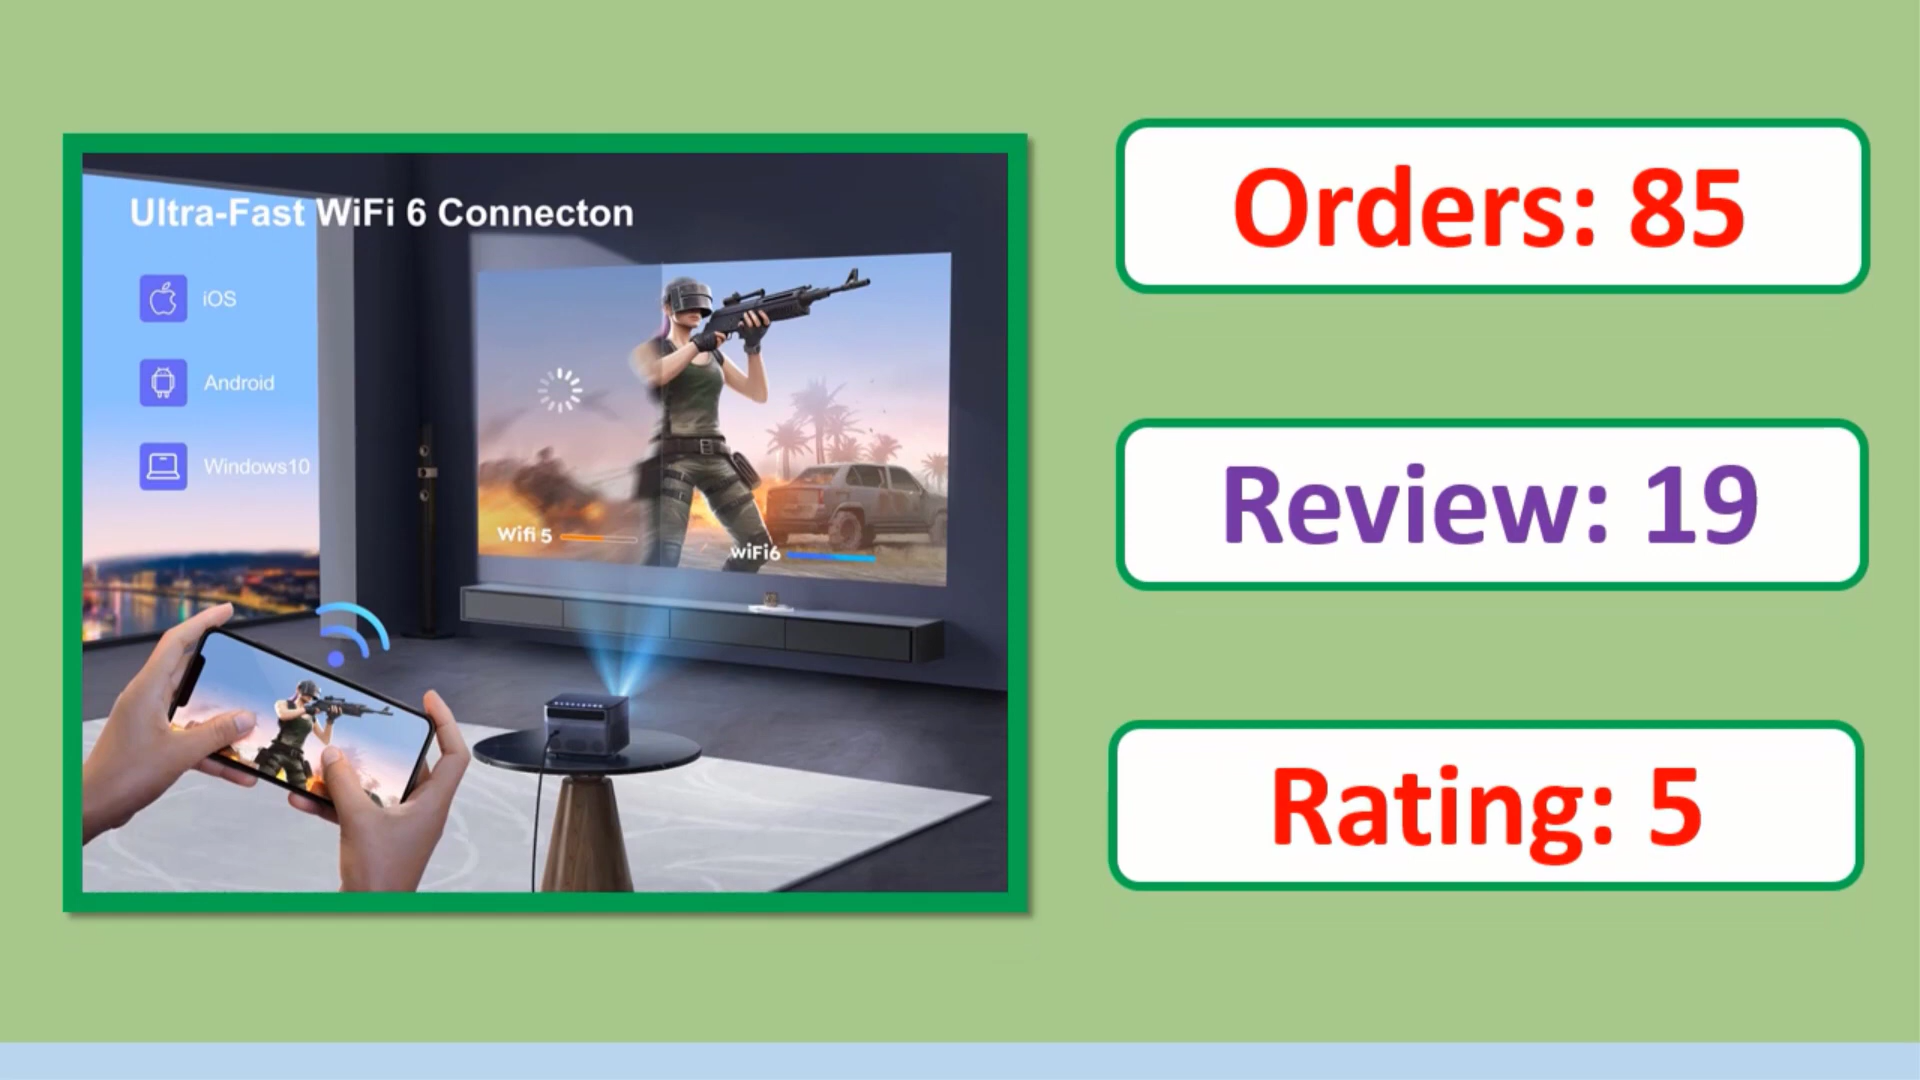 Ultra-Fast WiFi 6 Connecton
iOS
Android
Windows10
Wifi 5
wiFi6
Orders: 85
Review: 19
Rating: 5